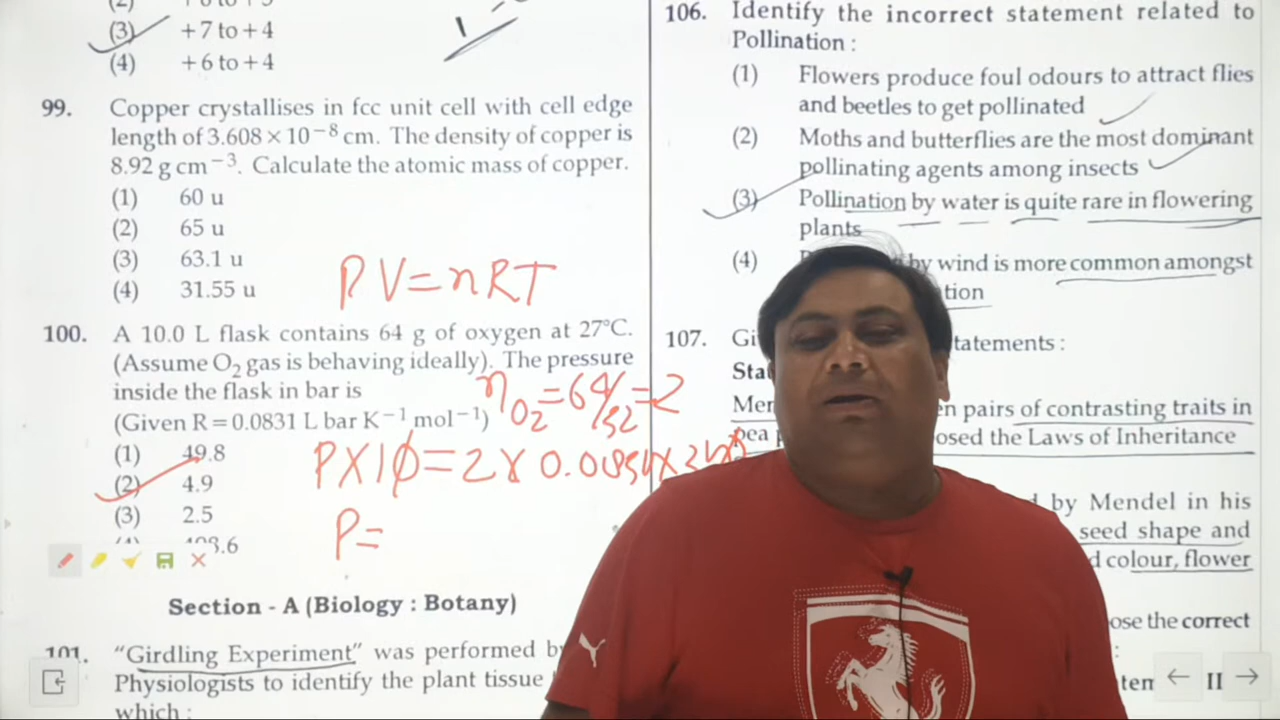 (3) +7 to +4
(4) +6 to +4
99. Copper crystallises in fcc unit cell with cell edge
length of 3.608 × 10⁻⁸ cm. The density of copper is
8.92 g cm⁻³. Calculate the atomic mass of copper.
(1) 60 u
(2) 65 u
(3) 63.1 u
(4) 31.55 u
PV=nRT
100. A 10.0 L flask contains 64 g of oxygen at 27°C.
(Assume O₂ gas is behaving ideally). The pressure
inside the flask in bar is
(Given R = 0.0831 L bar K⁻¹ mol⁻¹)
nO₂=64/32=2
(1) 49.8
(2) 4.9
(3) 2.5
P×10=2×
P=
Section - A (Biology : Botany)
101. "Girdling Experiment" was performed
Physiologists to identify the plant tissue
which :
106. Identify the incorrect statement related to
Pollination :
(1) Flowers produce foul odours to attract flies
and beetles to get pollinated
(2) Moths and butterflies are the most dominant
pollinating agents among insects
(3) Pollination by water is quite rare in flowering
plants
(4) by wind is more common amongst
107.
pairs of contrasting traits in
the Laws of Inheritance
by Mendel in his
seed shape and
colour, flower
the correct
II